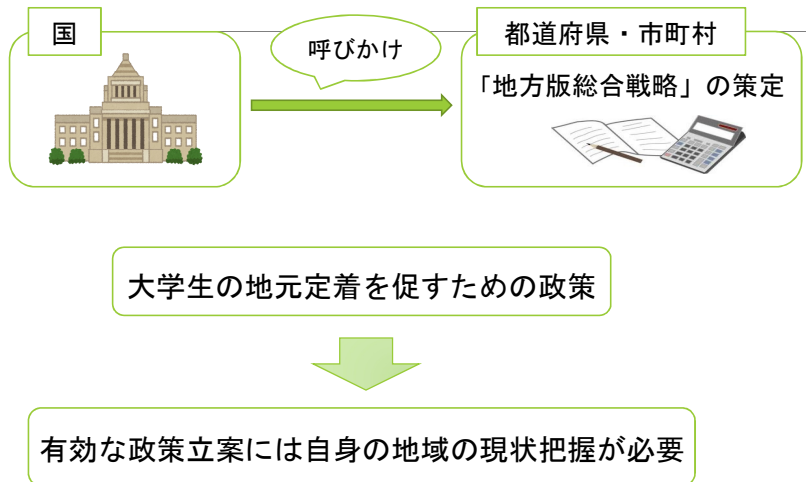 国
呼びかけ
都道府県・市町村
「地方版総合戦略」の策定
大学生の地元定着を促すための政策
有効な政策立案には自身の地域の現状把握が必要